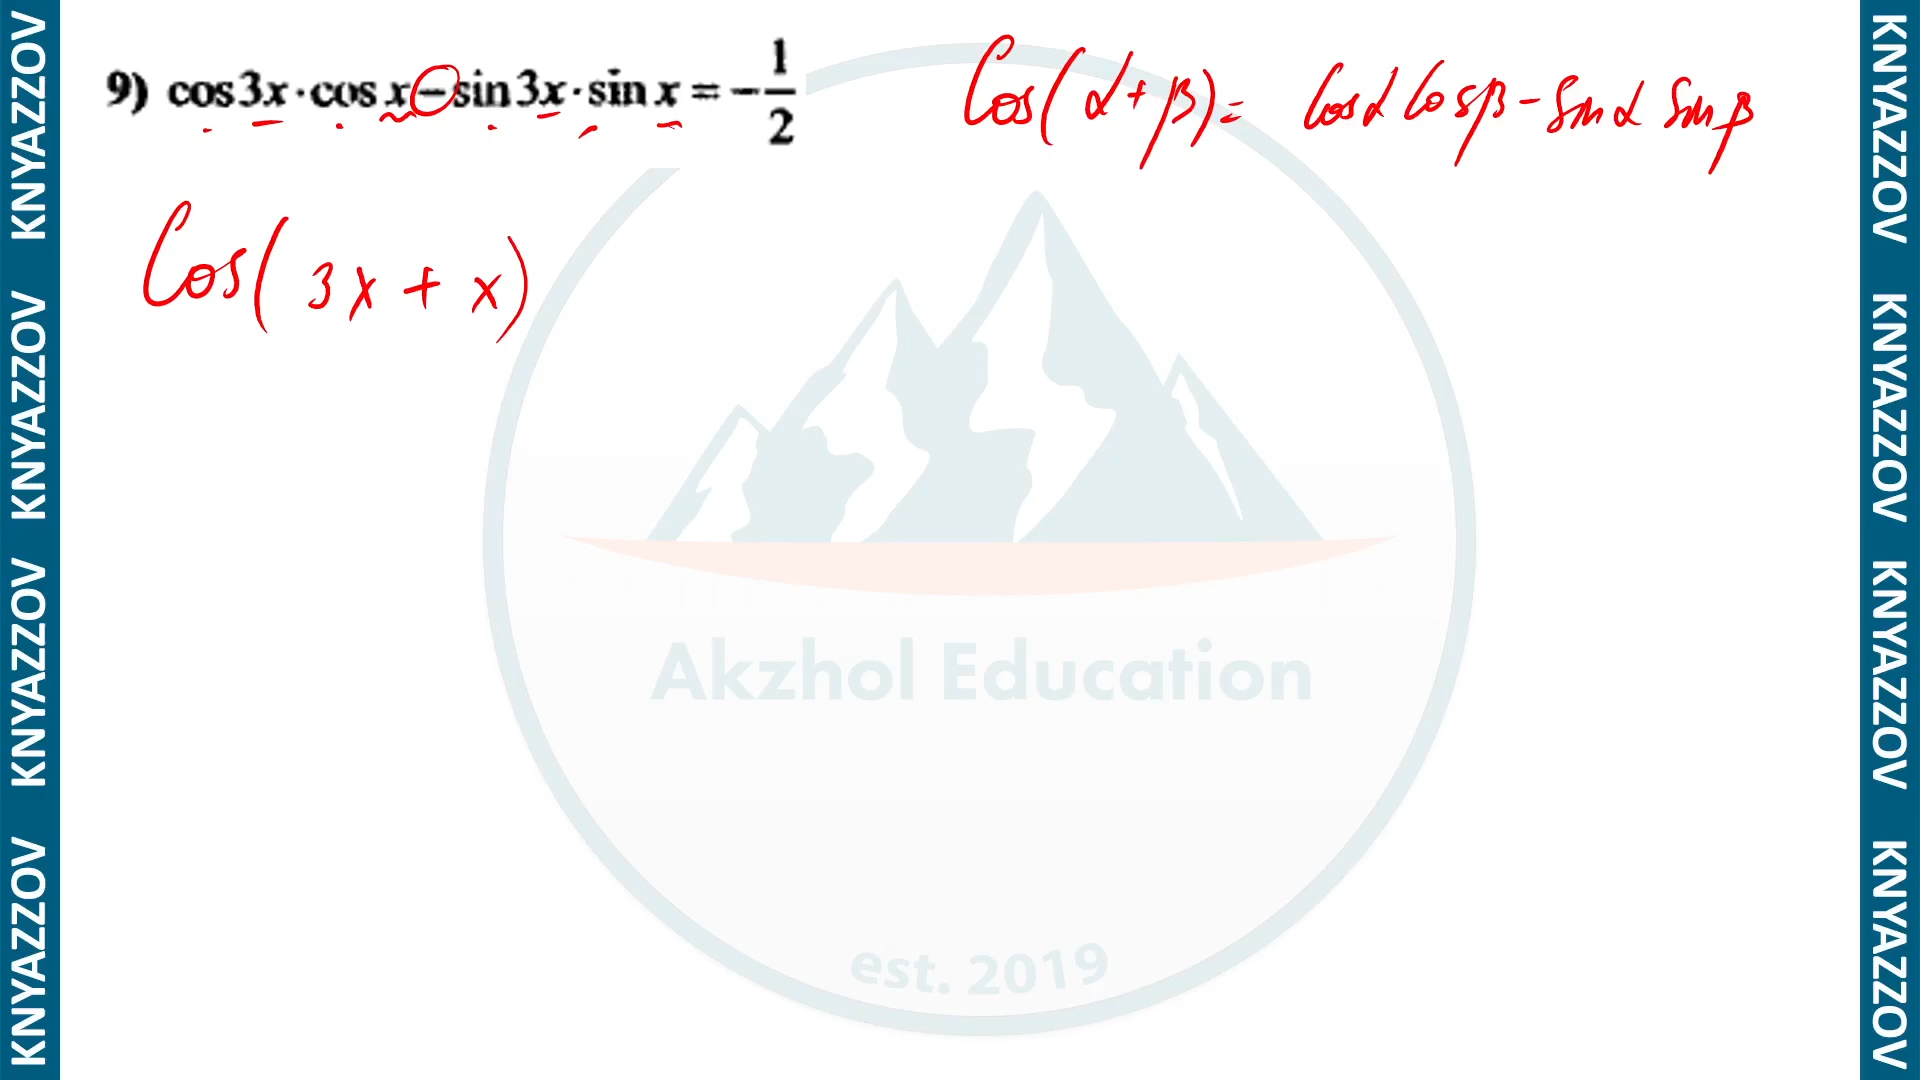 9) cos 3x · cos x − sin 3x · sin x = −1/2
Cos(α+β)= Cosα Cosβ − Sinα Sinβ
Cos(3x + x)
Akzhol Education
est. 2019
KNYAZZOV KNYAZZOV KNYAZZOV KNYAZZOV
KNYAZZOV KNYAZZOV KNYAZZOV KNYAZZOV